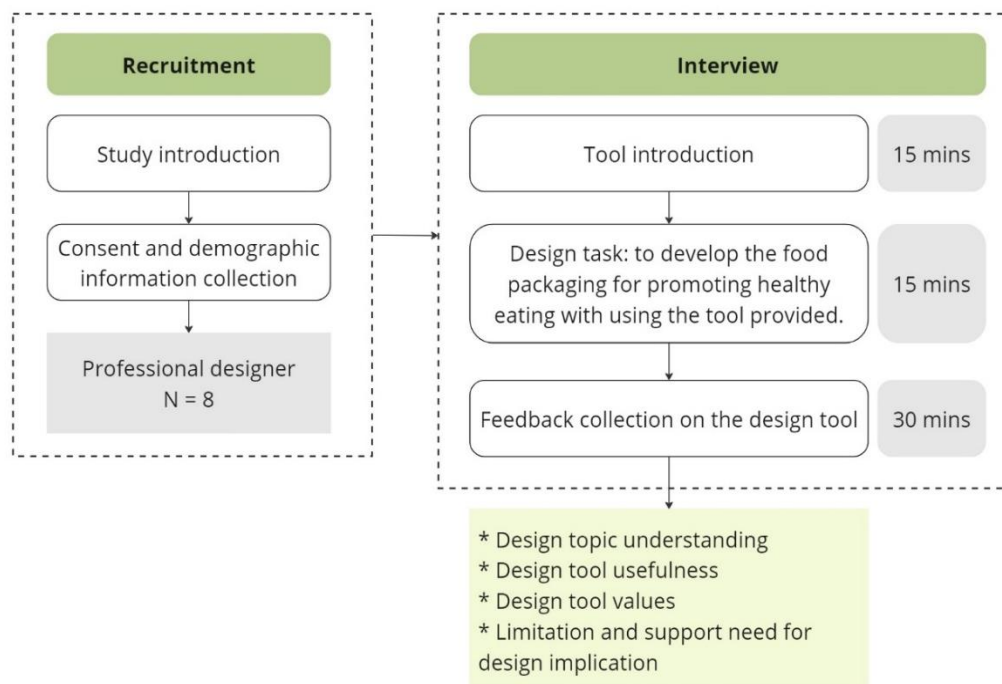 Recruitment
Study introduction
Consent and demographic
information collection
Professional designer
N = 8
Interview
Tool introduction
15 mins
Design task: to develop the food
packaging for promoting healthy
eating with using the tool provided.
15 mins
Feedback collection on the design tool
30 mins
* Design topic understanding
* Design tool usefulness
* Design tool values
* Limitation and support need for
design implication